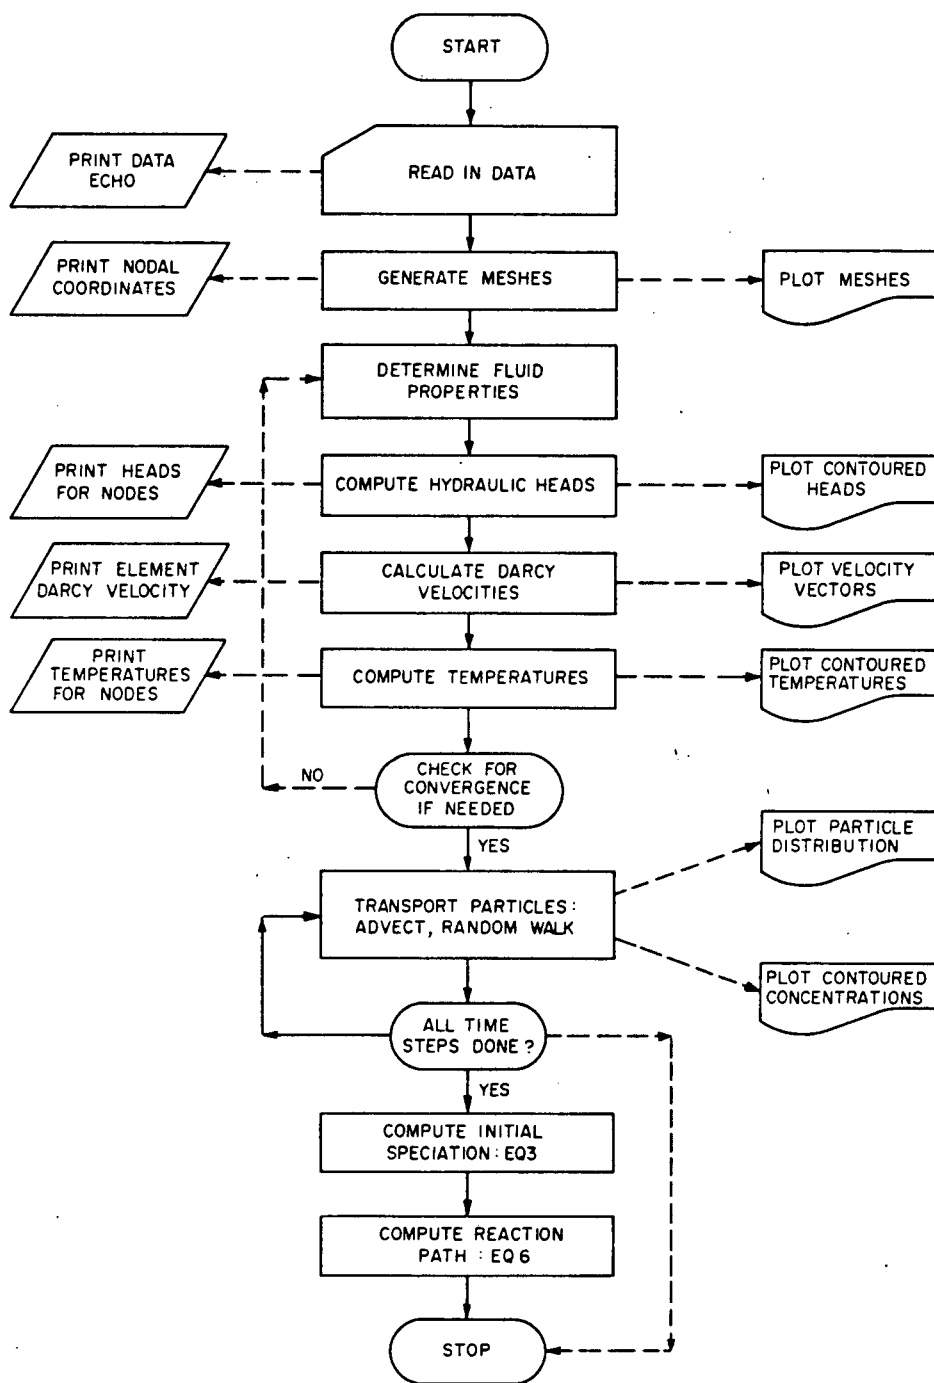 START
PRINT DATA
ECHO
READ IN DATA
PRINT NODAL
COORDINATES
GENERATE MESHES
PLOT MESHES
DETERMINE FLUID
PROPERTIES
PRINT HEADS
FOR NODES
COMPUTE HYDRAULIC HEADS
PLOT CONTOURED
HEADS
PRINT ELEMENT
DARCY VELOCITY
CALCULATE DARCY
VELOCITIES
PLOT VELOCITY
VECTORS
PRINT
TEMPERATURES
FOR NODES
COMPUTE TEMPERATURES
PLOT CONTOURED
TEMPERATURES
NO
CHECK FOR
CONVERGENCE
IF NEEDED
YES
PLOT PARTICLE
DISTRIBUTION
TRANSPORT PARTICLES:
ADVECT, RANDOM WALK
PLOT CONTOURED
CONCENTRATIONS
ALL TIME
STEPS DONE?
YES
COMPUTE INITIAL
SPECIATION: EQ3
COMPUTE REACTION
PATH : EQ6
STOP